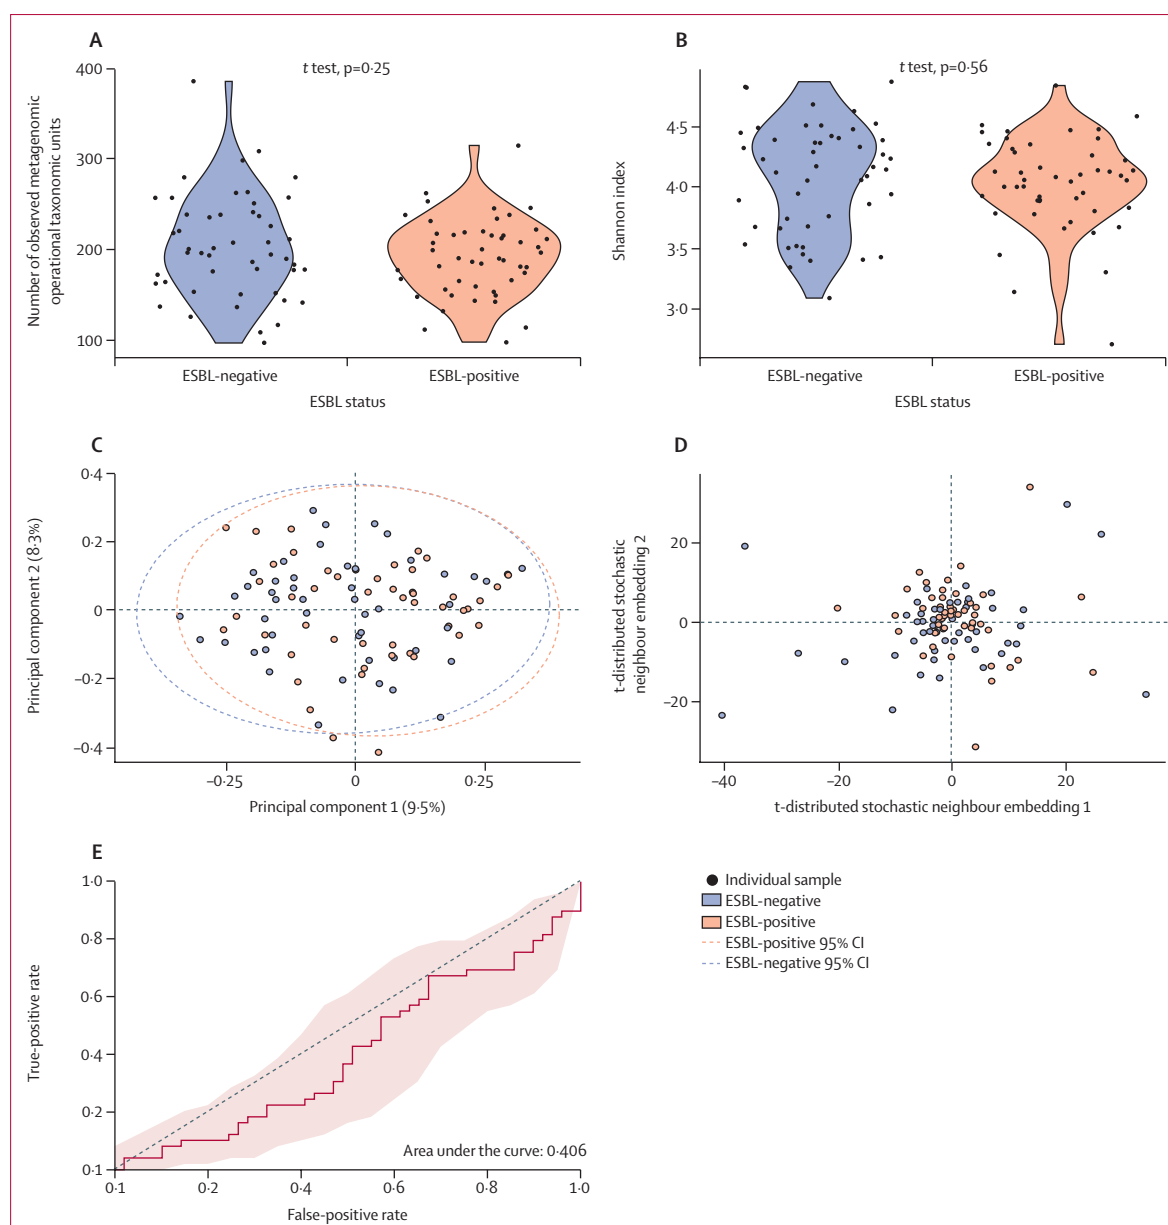 A
t test, p=0·25
Number of observed metagenomic
operational taxonomic units
400
300
200
100
ESBL-negative
ESBL-positive
ESBL status
B
t test, p=0·56
Shannon index
4·5
4·0
3·5
3·0
ESBL-negative
ESBL-positive
ESBL status
C
Principal component 2 (8·3%)
0·4
0·2
0
–0·2
–0·4
–0·25
0
0·25
Principal component 1 (9·5%)
D
t-distributed stochastic
neighbour embedding 2
20
0
–20
–40
–20
0
20
t-distributed stochastic neighbour embedding 1
E
True-positive rate
1·0
0·8
0·6
0·4
0·2
0·1
0·1
0·2
0·4
0·6
0·8
1·0
Area under the curve: 0·406
False-positive rate
Individual sample
ESBL-negative
ESBL-positive
ESBL-positive 95% CI
ESBL-negative 95% CI